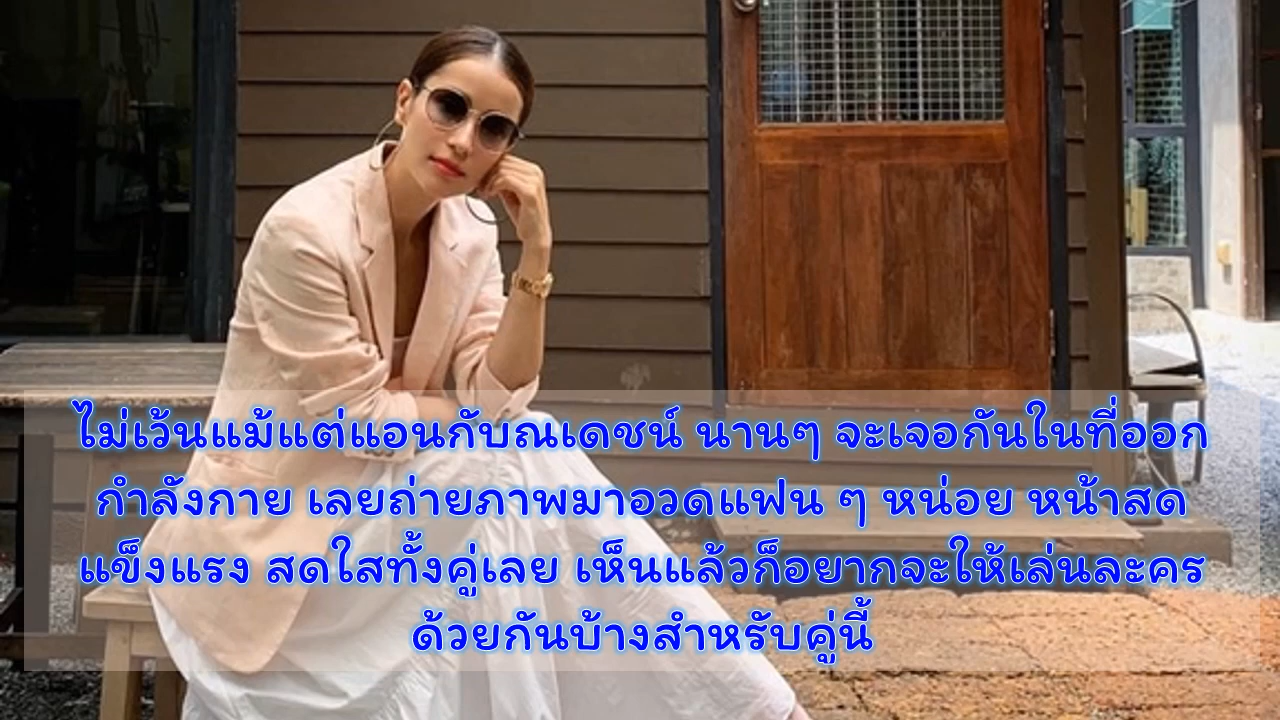 ไม่เว้นแม้แต่แอนกับณเดชน์ นานๆ จะเจอกันในที่ออก
กำลังกาย เลยถ่ายภาพมาอวดแฟน ๆ หน่อย หน้าสด
แข็งแรง สดใสทั้งคู่เลย เห็นแล้วก็อยากจะให้เล่นละคร
ด้วยกันบ้างสำหรับคู่นี้